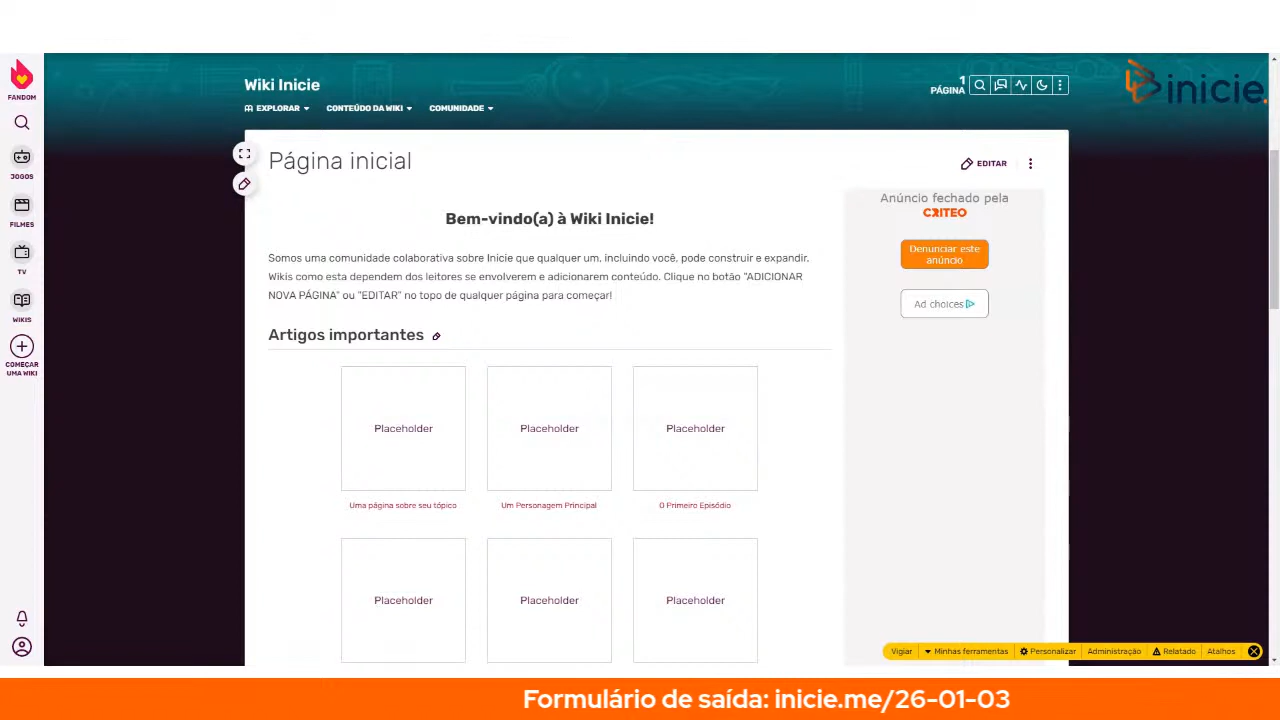 FANDOM
JOGOS
FILMES
TV
WIKIS
COMEÇAR
UMA WIKI
Wiki Inicie
EXPLORAR
CONTEÚDO DA WIKI
COMUNIDADE
1
PÁGINA
inicie.
Página inicial
EDITAR
Bem-vindo(a) à Wiki Inicie!
Somos uma comunidade colaborativa sobre Inicie que qualquer um, incluindo você, pode construir e expandir.
Wikis como esta dependem dos leitores se envolverem e adicionarem conteúdo. Clique no botão "ADICIONAR
NOVA PÁGINA" ou "EDITAR" no topo de qualquer página para começar!
Anúncio fechado pela
CRITEO
Denunciar este
anúncio
Ad choices
Artigos importantes
Placeholder
Placeholder
Placeholder
Uma página sobre seu tópico
Um Personagem Principal
O Primeiro Episódio
Placeholder
Placeholder
Placeholder
Vigiar
Minhas ferramentas
Personalizar
Administração
Relatado
Atalhos
Formulário de saída: inicie.me/26-01-03